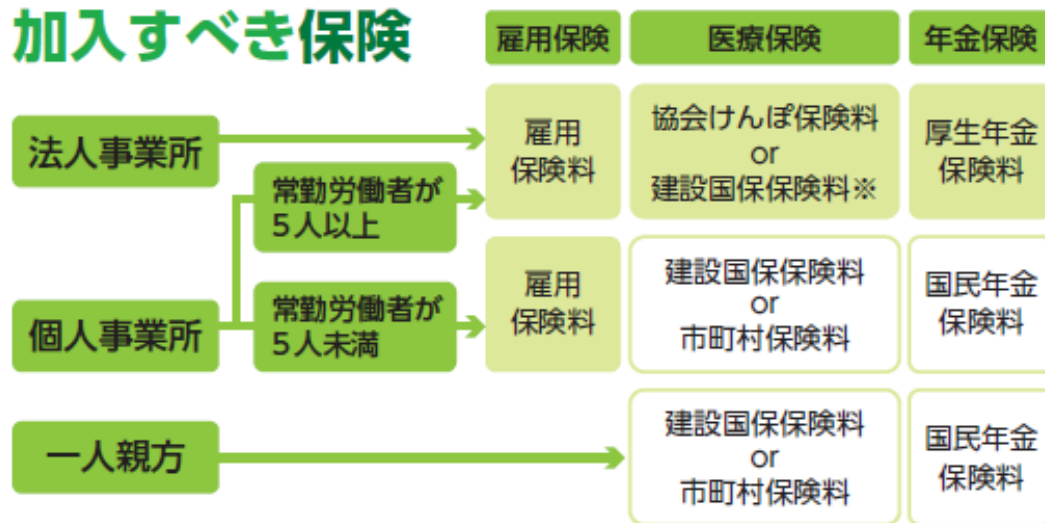 加入すべき保険
雇用保険
医療保険
年金保険
法人事業所
雇用
保険料
協会けんぽ保険料
or
建設国保保険料※
厚生年金
保険料
個人事業所
常勤労働者が
5人以上
常勤労働者が
5人未満
雇用
保険料
建設国保保険料
or
市町村保険料
国民年金
保険料
一人親方
建設国保保険料
or
市町村保険料
国民年金
保険料